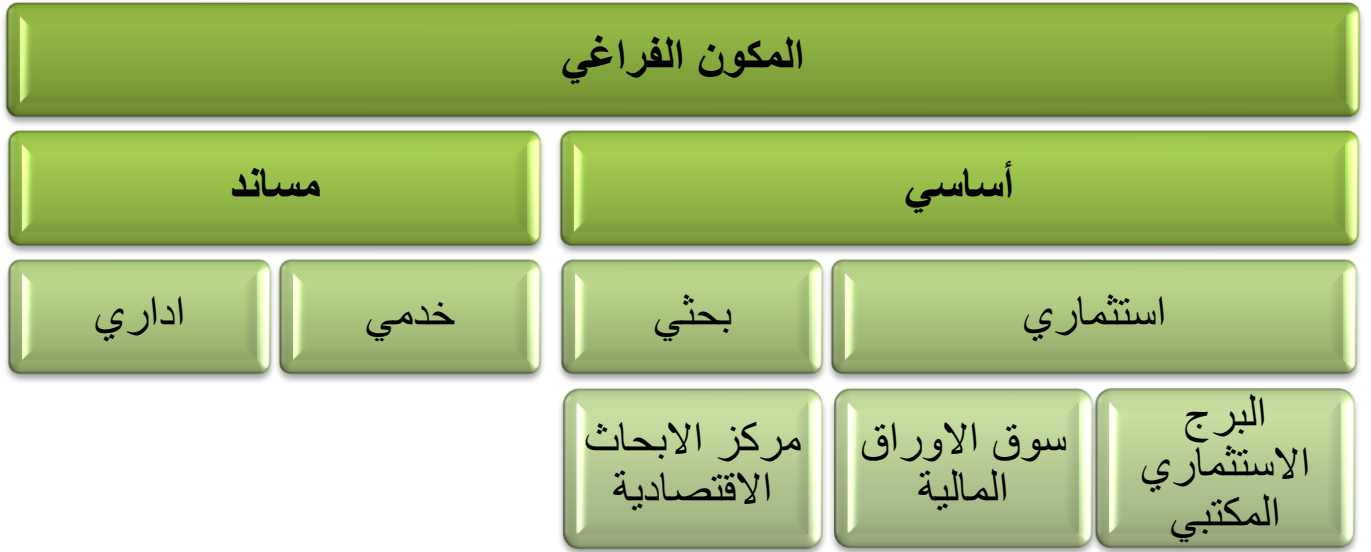 المكون الفراغي
أساسي
مساند
استثماري
بحثي
خدمي
اداري
البرج
الاستثماري
المكتبي
سوق الاوراق
المالية
مركز الابحاث
الاقتصادية